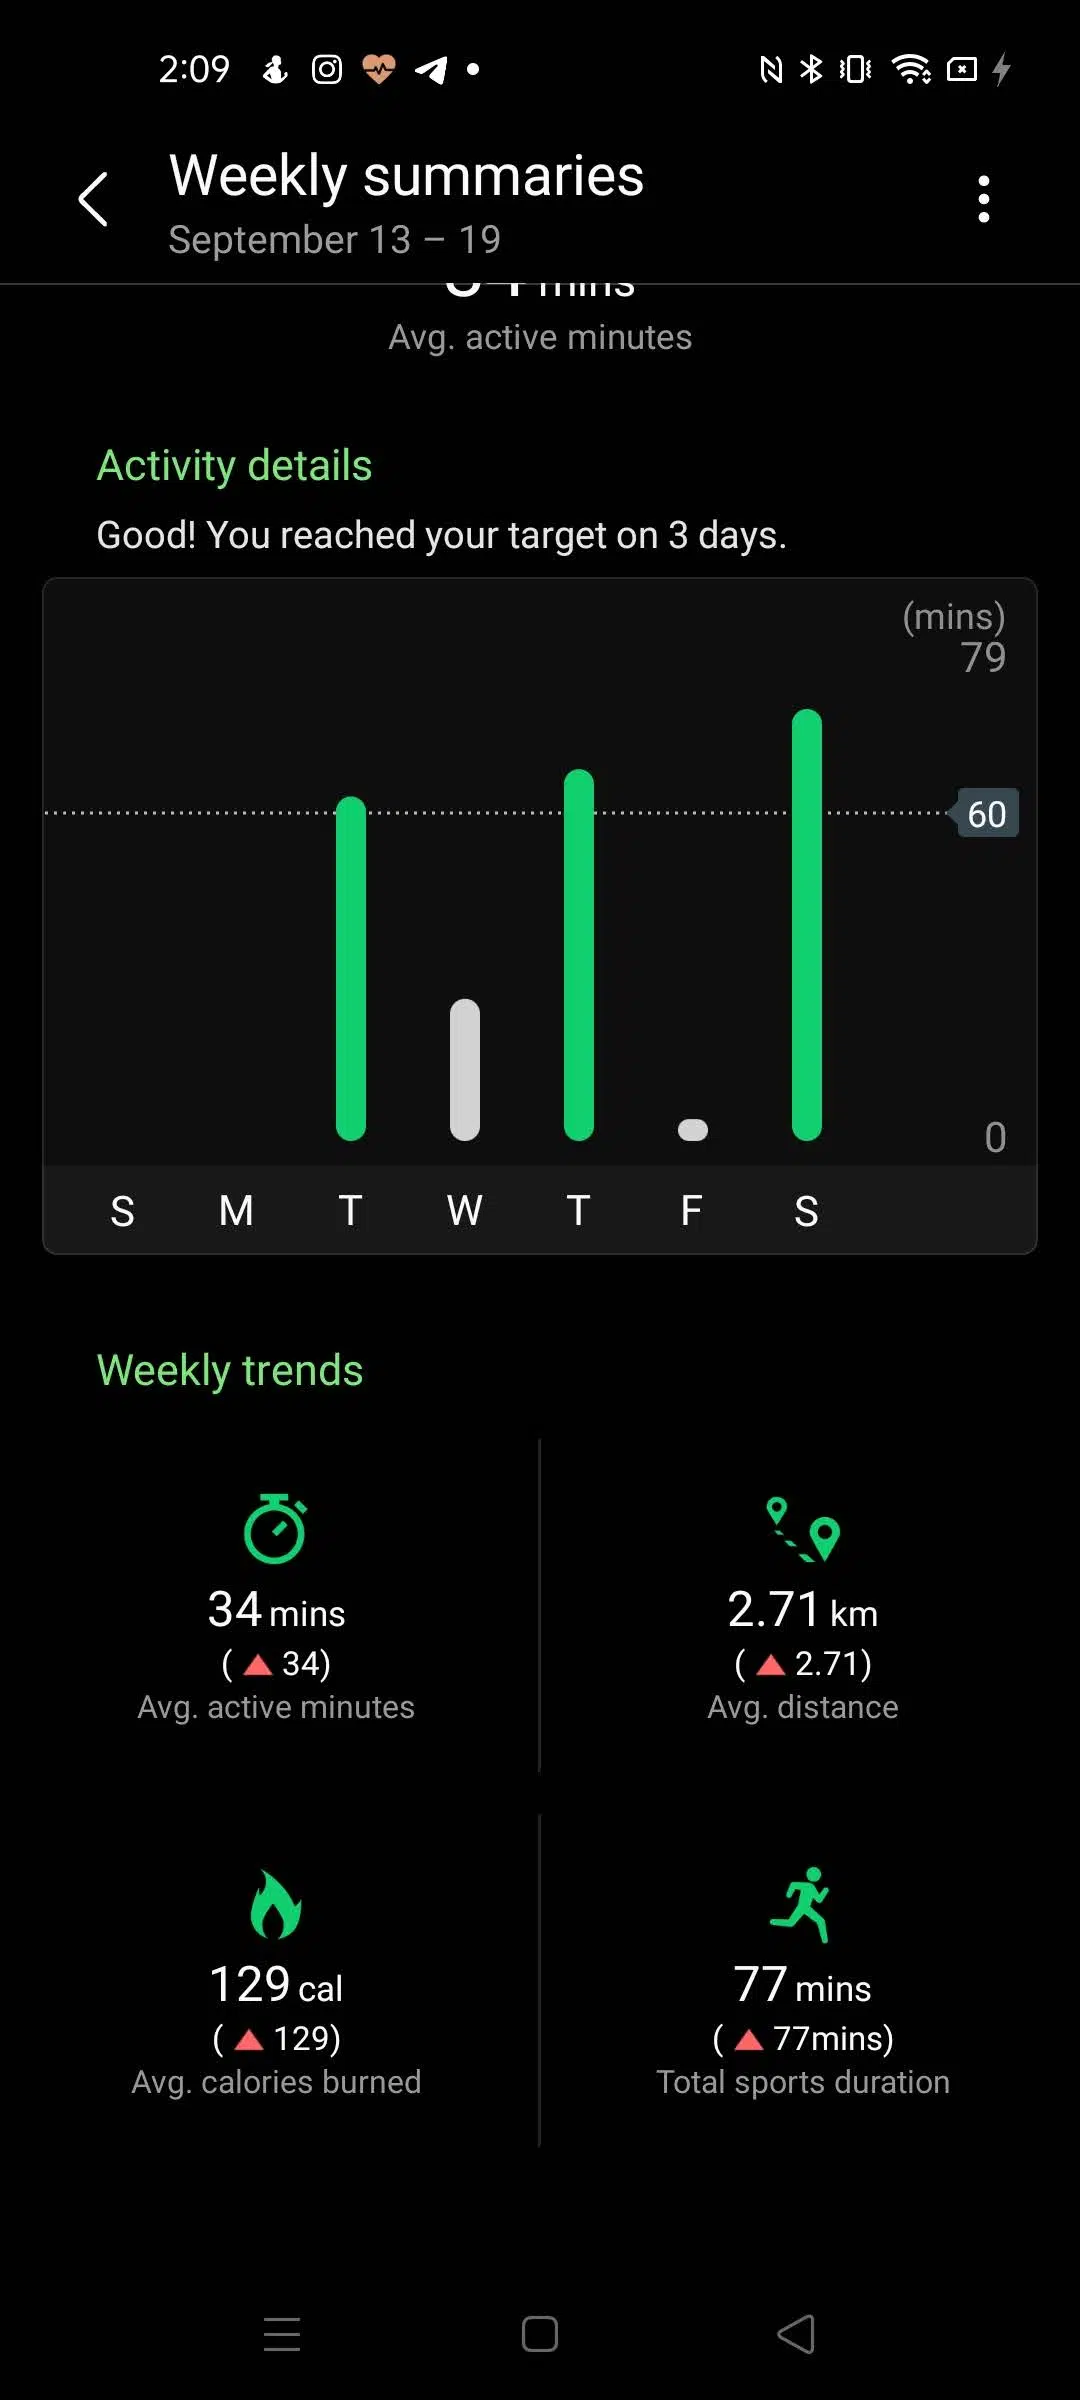 2:09
Weekly summaries
September 13 – 19
34 mins
Avg. active minutes
Activity details
Good! You reached your target on 3 days.
(mins)
79
60
0
S M T W T F S
Weekly trends
34 mins
( ▲ 34)
Avg. active minutes
2.71 km
( ▲ 2.71)
Avg. distance
129 cal
( ▲ 129)
Avg. calories burned
77 mins
( ▲ 77mins)
Total sports duration